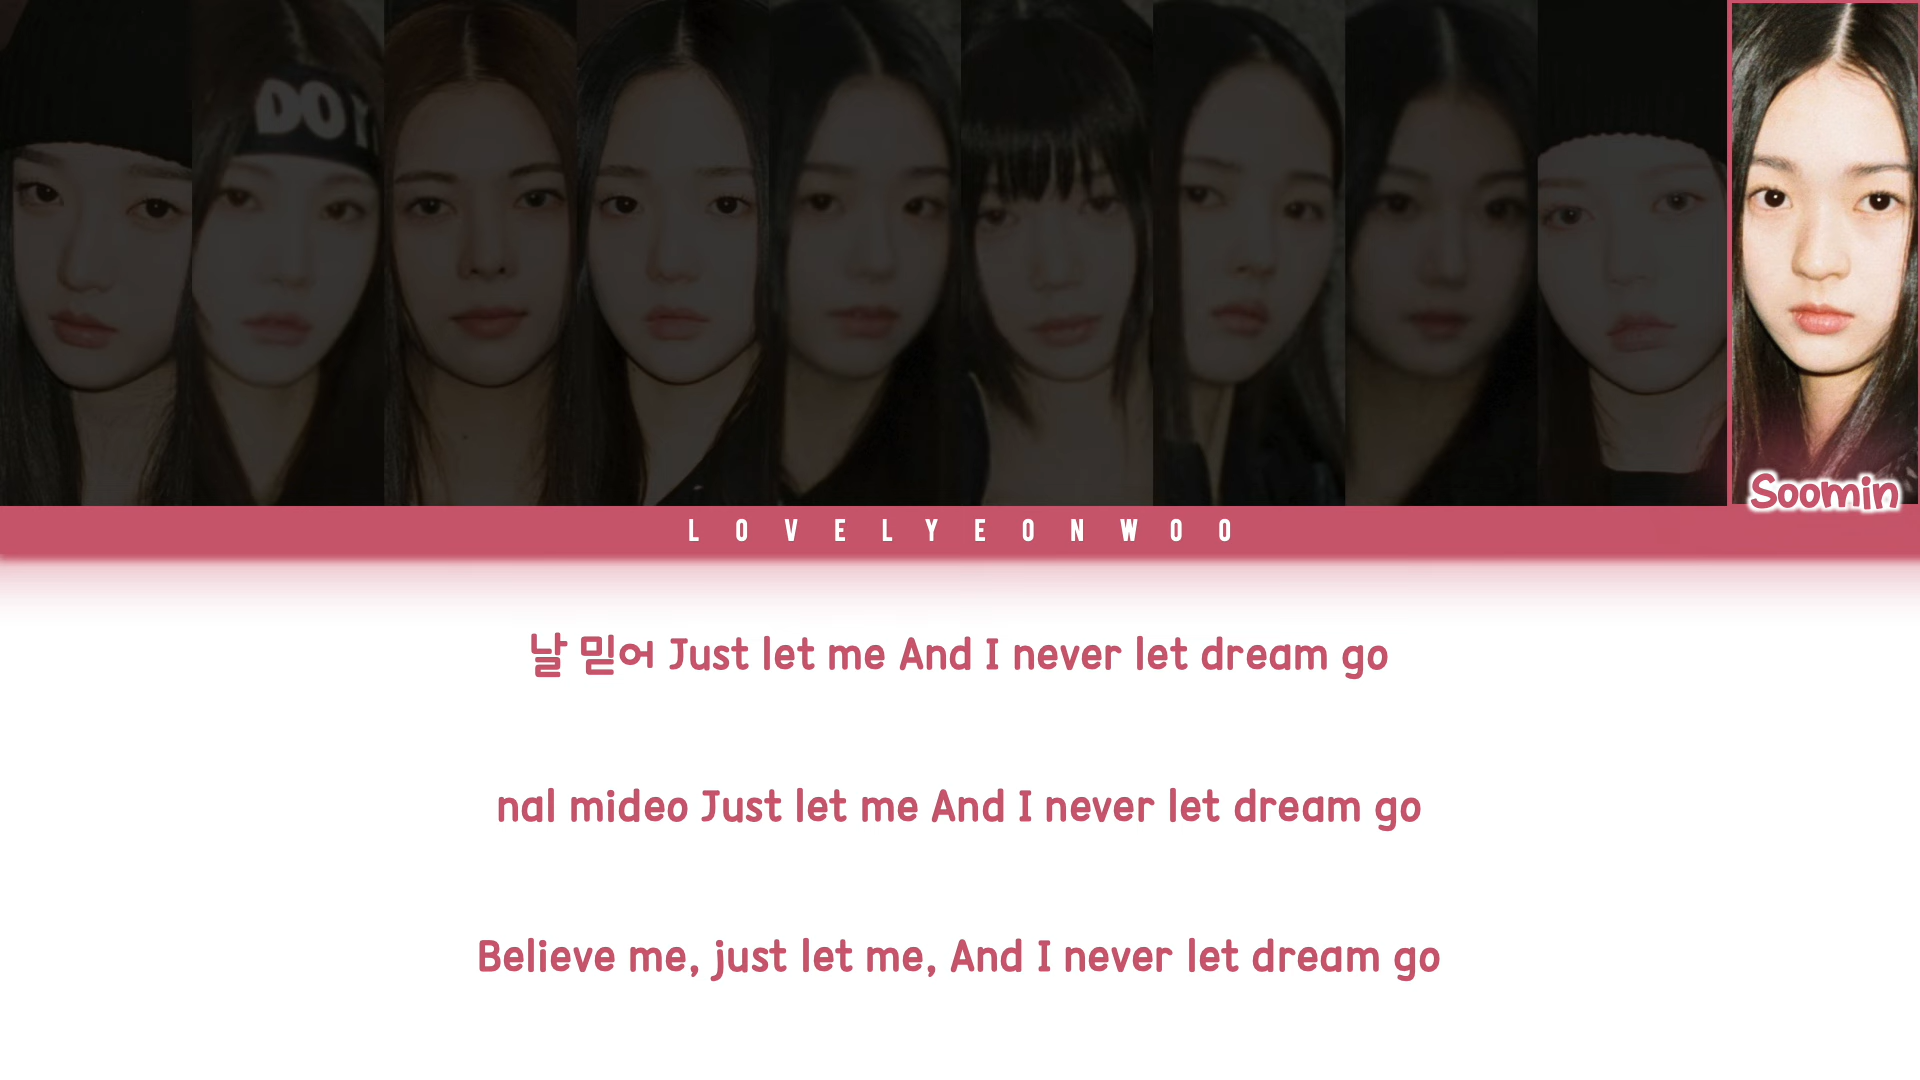 DO Y
Soomin
LOVELYEONWOO
날 믿어 Just let me And I never let dream go
nal mideo Just let me And I never let dream go
Believe me, just let me, And I never let dream go